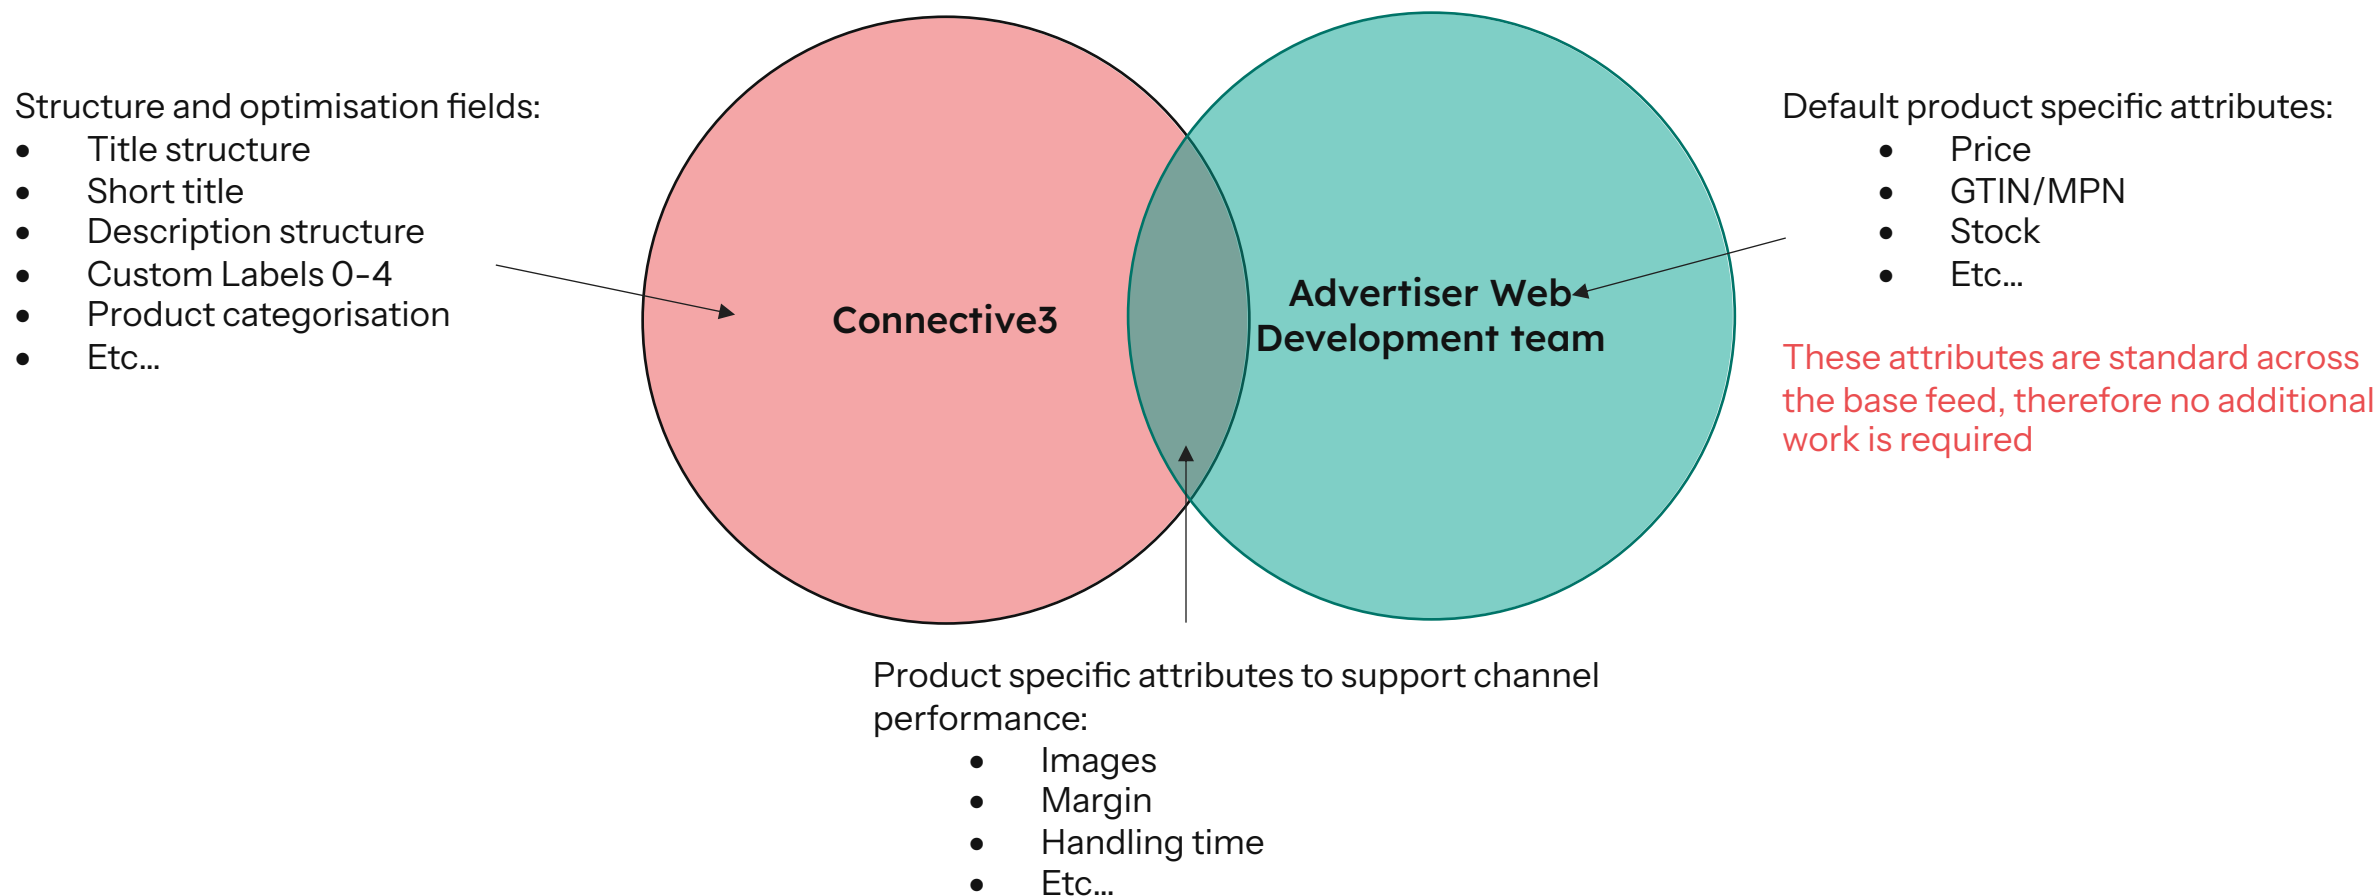 Structure and optimisation fields:
• Title structure
• Short title
• Description structure
• Custom Labels 0-4
• Product categorisation
• Etc...
Connective3
Advertiser Web
Development team
Default product specific attributes:
• Price
• GTIN/MPN
• Stock
• Etc...
These attributes are standard across
the base feed, therefore no additional
work is required
Product specific attributes to support channel
performance:
• Images
• Margin
• Handling time
• Etc...